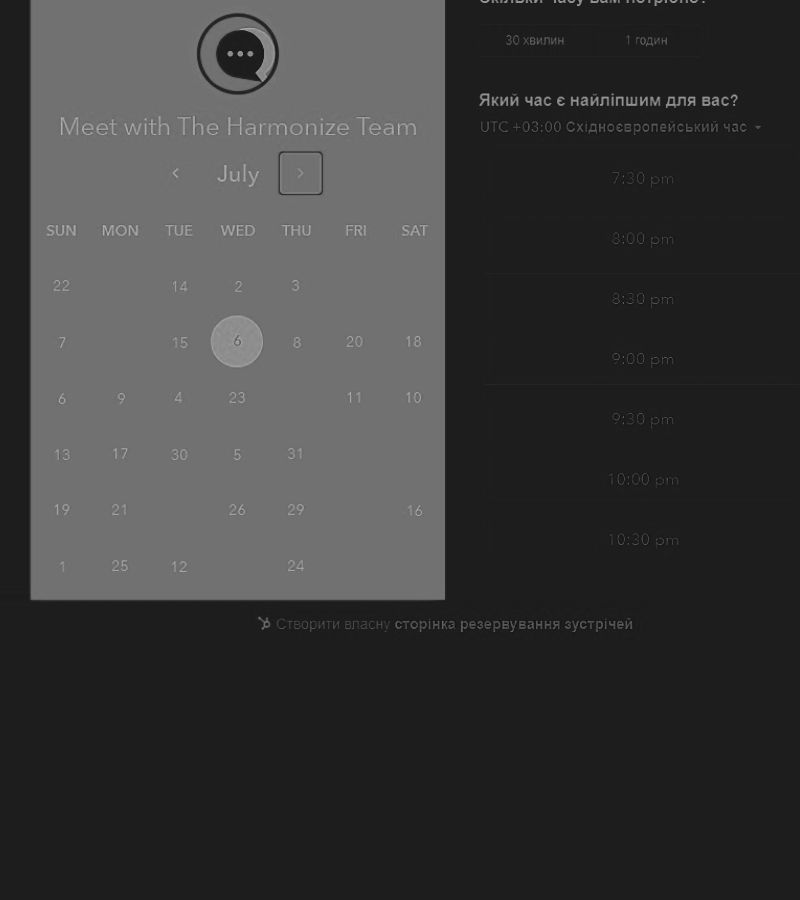 Meet with The Harmonize Team
July
SUN MON TUE WED THU FRI SAT
22 14 2 3
7 15 6 8 20 18
6 9 4 23 11 10
13 17 30 5 31
19 21 26 29 16
1 25 12 24
Скільки часу вам потрібно?
30 хвилин 1 годин
Який час є найліпшим для вас?
UTC +03:00 Східноєвропейський час
7:30 pm
8:00 pm
8:30 pm
9:00 pm
9:30 pm
10:00 pm
10:30 pm
Створити власну сторінка резервування зустрічей